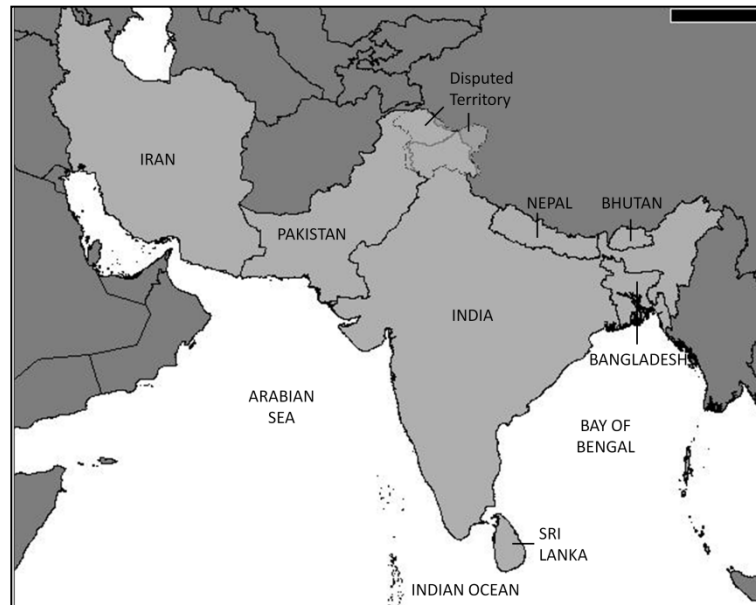 Disputed
Territory
IRAN
NEPAL
BHUTAN
PAKISTAN
INDIA
BANGLADESH
ARABIAN
SEA
BAY OF
BENGAL
SRI
LANKA
INDIAN OCEAN